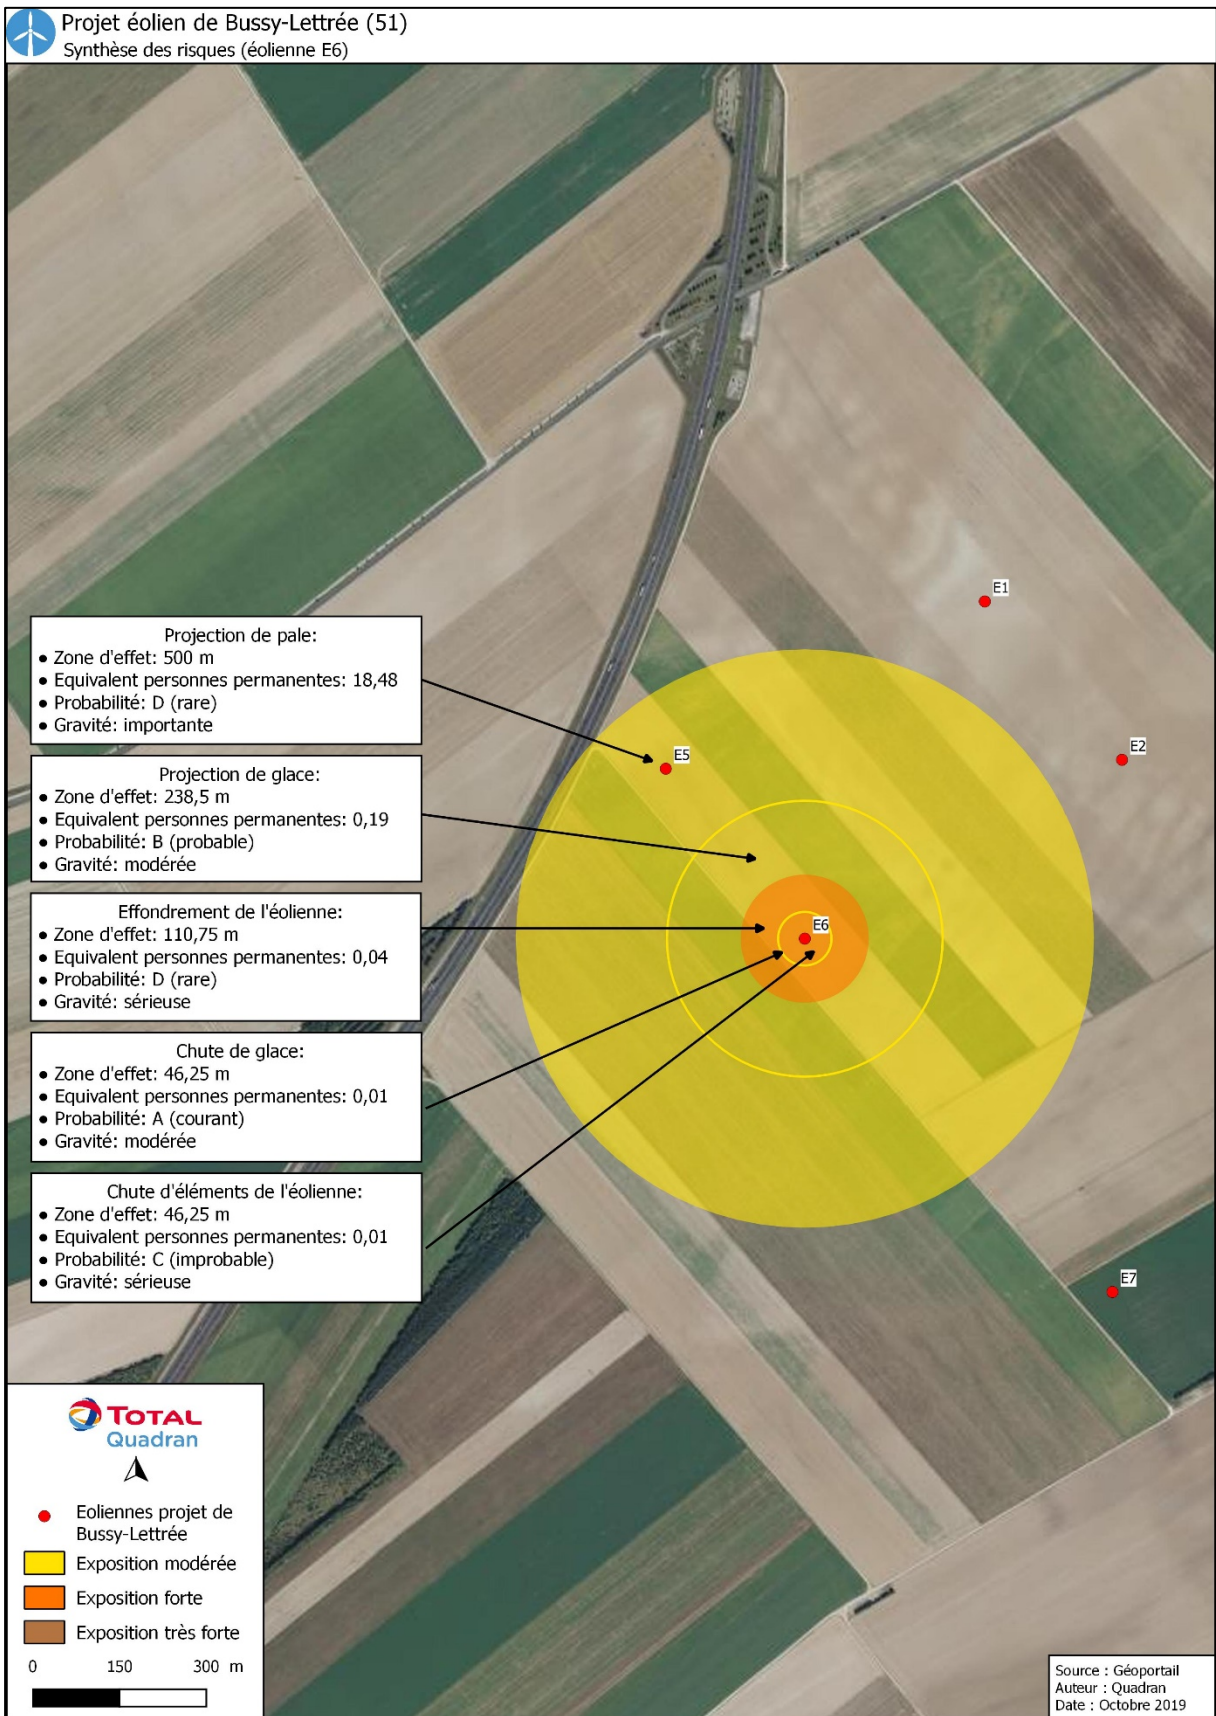 Projet éolien de Bussy-Lettrée (51)
Synthèse des risques (éolienne E6)
E1
E2
E5
E6
E7
Projection de pale:
• Zone d'effet: 500 m
• Equivalent personnes permanentes: 18,48
• Probabilité: D (rare)
• Gravité: importante
Projection de glace:
• Zone d'effet: 238,5 m
• Equivalent personnes permanentes: 0,19
• Probabilité: B (probable)
• Gravité: modérée
Effondrement de l'éolienne:
• Zone d'effet: 110,75 m
• Equivalent personnes permanentes: 0,04
• Probabilité: D (rare)
• Gravité: sérieuse
Chute de glace:
• Zone d'effet: 46,25 m
• Equivalent personnes permanentes: 0,01
• Probabilité: A (courant)
• Gravité: modérée
Chute d'éléments de l'éolienne:
• Zone d'effet: 46,25 m
• Equivalent personnes permanentes: 0,01
• Probabilité: C (improbable)
• Gravité: sérieuse
TOTAL
Quadran
Eoliennes projet de
Bussy-Lettrée
Exposition modérée
Exposition forte
Exposition très forte
0 150 300 m
Source : Géoportail
Auteur : Quadran
Date : Octobre 2019